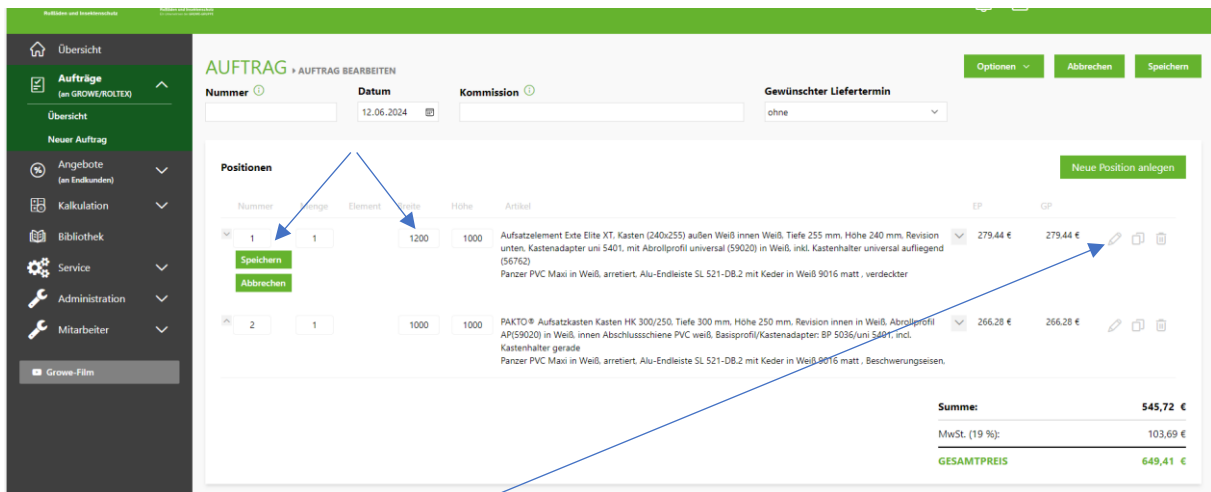 Rollläden und Insektenschutz
Übersicht
Aufträge
(an GROWE/ROLTEX)
Übersicht
Neuer Auftrag
Angebote
(an Endkunden)
Kalkulation
Bibliothek
Service
Administration
Mitarbeiter
Growe-Film
AUFTRAG › AUFTRAG BEARBEITEN
Optionen Abbrechen Speichern
Nummer Datum Kommission Gewünschter Liefertermin
12.06.2024 ohne
Positionen
Neue Position anlegen
Nummer Menge Element Breite Höhe Artikel EP GP
1 1 1200 1000 Aufsatzelement Exte Elite XT, Kasten (240x255) außen Weiß innen Weiß. Tiefe 255 mm, Höhe 240 mm, Revision 279,44 € 279,44 €
unten, Kastenadapter uni 5401, mit Abrollprofil universal (59020) in Weiß, inkl. Kastenhalter universal aufliegend
Speichern (56762)
Abbrechen Panzer PVC Maxi in Weiß, arretiert, Alu-Endleiste SL 521-DB.2 mit Keder in Weiß 9016 matt , verdeckter
2 1 1000 1000 PAKTO® Aufsatzkasten Kasten HK 300/250, Tiefe 300 mm, Höhe 250 mm, Revision innen in Weiß, Abrollprofil 266,28 € 266,28 €
AP(59020) in Weiß, innen Abschlussschiene PVC weiß, Basisprofil/Kastenadapter: BP 5036/uni 5401, incl.
Kastenhalter gerade
Panzer PVC Maxi in Weiß, arretiert, Alu-Endleiste SL 521-DB.2 mit Keder in Weiß 9016 matt , Beschwerungseisen,
Summe: 545,72 €
MwSt. (19 %): 103,69 €
GESAMTPREIS 649,41 €